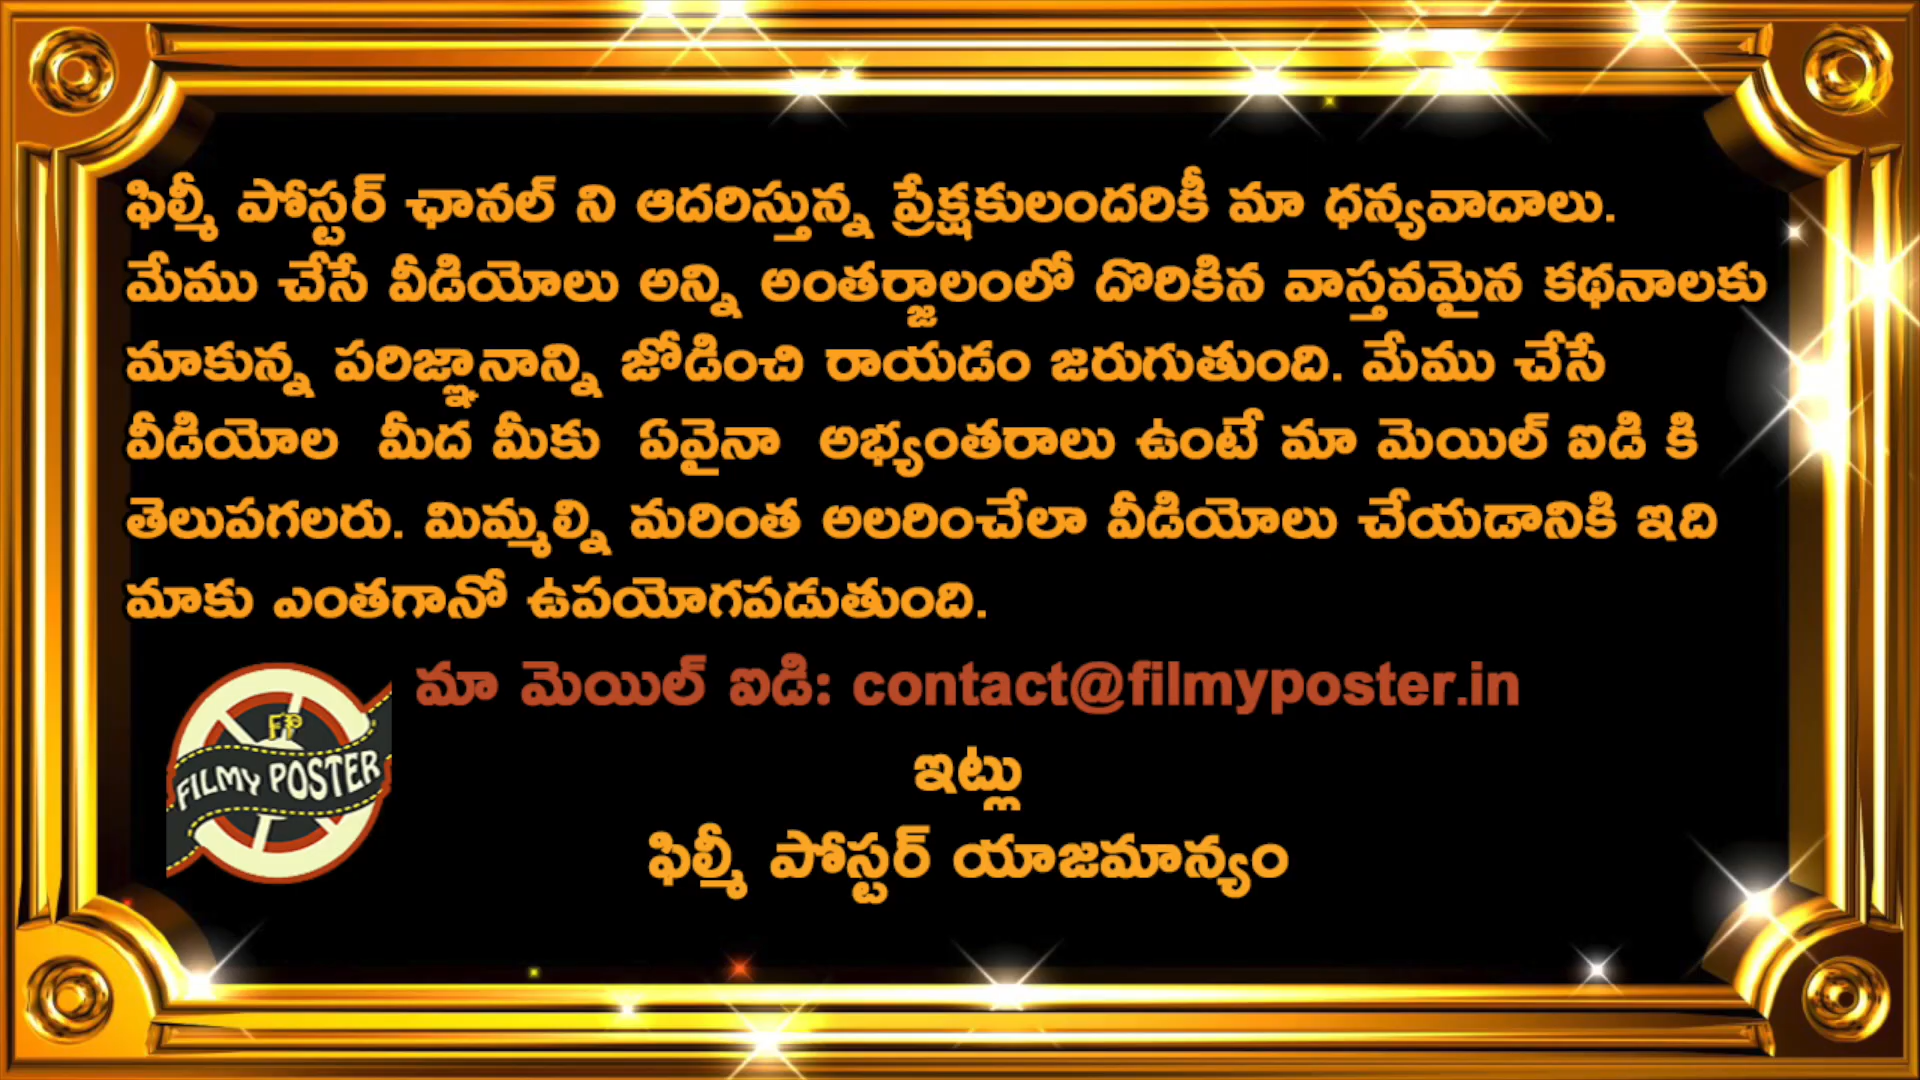 ఫిల్మీ పోస్టర్ ఛానల్ ని ఆదరిస్తున్న ప్రేక్షకులందరికీ మా ధన్యవాదాలు.
మేము చేసే వీడియోలు అన్ని అంతర్జాలంలో దొరికిన వాస్తవమైన కథనాలకు
మాకున్న పరిజ్ఞానాన్ని జోడించి రాయడం జరుగుతుంది. మేము చేసే
వీడియోల మీద మీకు ఏవైనా అభ్యంతరాలు ఉంటే మా మెయిల్ ఐడి కి
తెలుపగలరు. మిమ్మల్ని మరింత అలరించేలా వీడియోలు చేయడానికి ఇది
మాకు ఎంతగానో ఉపయోగపడుతుంది.
మా మెయిల్ ఐడి: contact@filmyposter.in
FP
FILMY POSTER
ఇట్లు
ఫిల్మీ పోస్టర్ యాజమాన్యం